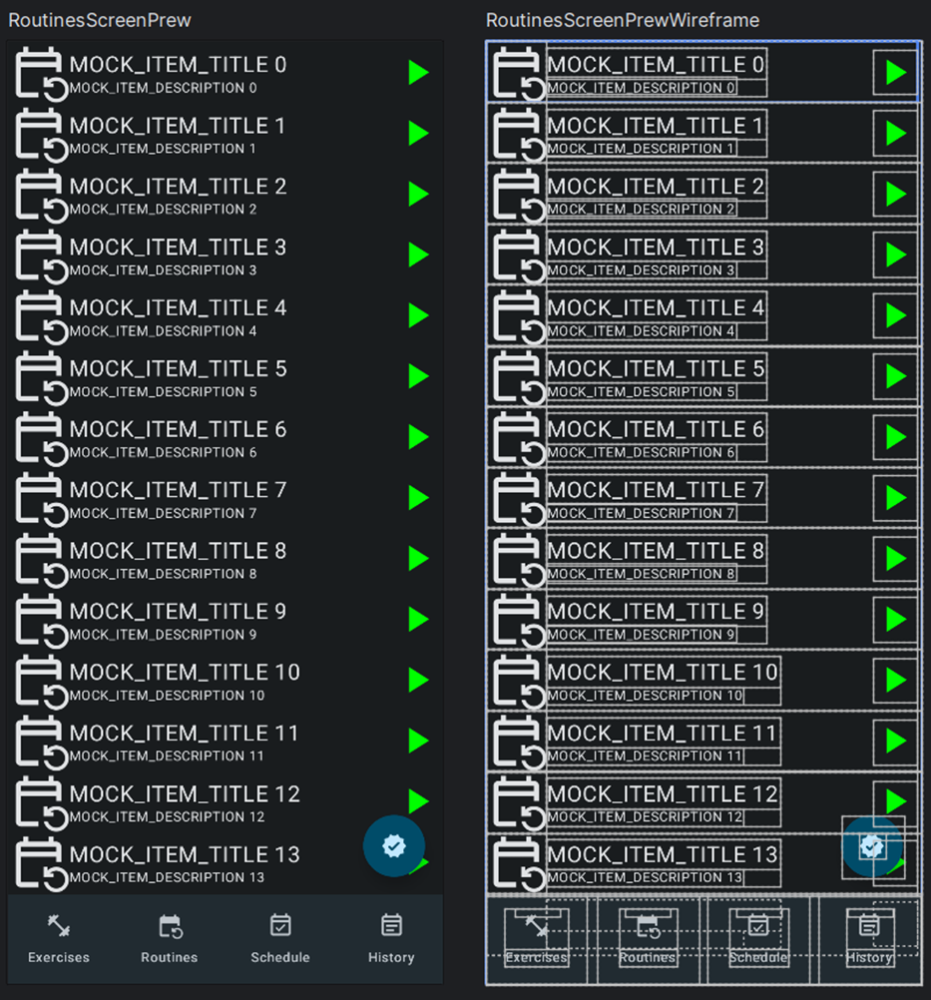 RoutinesScreenPrew
MOCK_ITEM_TITLE 0
MOCK_ITEM_DESCRIPTION 0
MOCK_ITEM_TITLE 1
MOCK_ITEM_DESCRIPTION 1
MOCK_ITEM_TITLE 2
MOCK_ITEM_DESCRIPTION 2
MOCK_ITEM_TITLE 3
MOCK_ITEM_DESCRIPTION 3
MOCK_ITEM_TITLE 4
MOCK_ITEM_DESCRIPTION 4
MOCK_ITEM_TITLE 5
MOCK_ITEM_DESCRIPTION 5
MOCK_ITEM_TITLE 6
MOCK_ITEM_DESCRIPTION 6
MOCK_ITEM_TITLE 7
MOCK_ITEM_DESCRIPTION 7
MOCK_ITEM_TITLE 8
MOCK_ITEM_DESCRIPTION 8
MOCK_ITEM_TITLE 9
MOCK_ITEM_DESCRIPTION 9
MOCK_ITEM_TITLE 10
MOCK_ITEM_DESCRIPTION 10
MOCK_ITEM_TITLE 11
MOCK_ITEM_DESCRIPTION 11
MOCK_ITEM_TITLE 12
MOCK_ITEM_DESCRIPTION 12
MOCK_ITEM_TITLE 13
MOCK_ITEM_DESCRIPTION 13
Exercises Routines Schedule History
RoutinesScreenPrewWireframe
MOCK_ITEM_TITLE 0
MOCK_ITEM_DESCRIPTION 0
MOCK_ITEM_TITLE 1
MOCK_ITEM_DESCRIPTION 1
MOCK_ITEM_TITLE 2
MOCK_ITEM_DESCRIPTION 2
MOCK_ITEM_TITLE 3
MOCK_ITEM_DESCRIPTION 3
MOCK_ITEM_TITLE 4
MOCK_ITEM_DESCRIPTION 4
MOCK_ITEM_TITLE 5
MOCK_ITEM_DESCRIPTION 5
MOCK_ITEM_TITLE 6
MOCK_ITEM_DESCRIPTION 6
MOCK_ITEM_TITLE 7
MOCK_ITEM_DESCRIPTION 7
MOCK_ITEM_TITLE 8
MOCK_ITEM_DESCRIPTION 8
MOCK_ITEM_TITLE 9
MOCK_ITEM_DESCRIPTION 9
MOCK_ITEM_TITLE 10
MOCK_ITEM_DESCRIPTION 10
MOCK_ITEM_TITLE 11
MOCK_ITEM_DESCRIPTION 11
MOCK_ITEM_TITLE 12
MOCK_ITEM_DESCRIPTION 12
MOCK_ITEM_TITLE 13
MOCK_ITEM_DESCRIPTION 13
Exercises Routines Schedule History